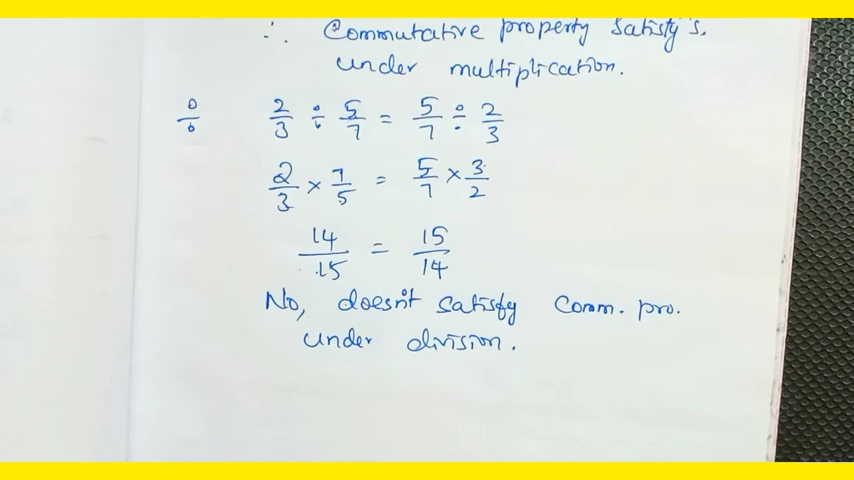 ∴ Commutative property satisfy's.
under multiplication.
÷ 2/3 ÷ 5/7 = 5/7 ÷ 2/3
2/3 × 7/5 = 5/7 × 3/2
14/15 = 15/14
No, doesn't satisfy comm. pro.
under division.